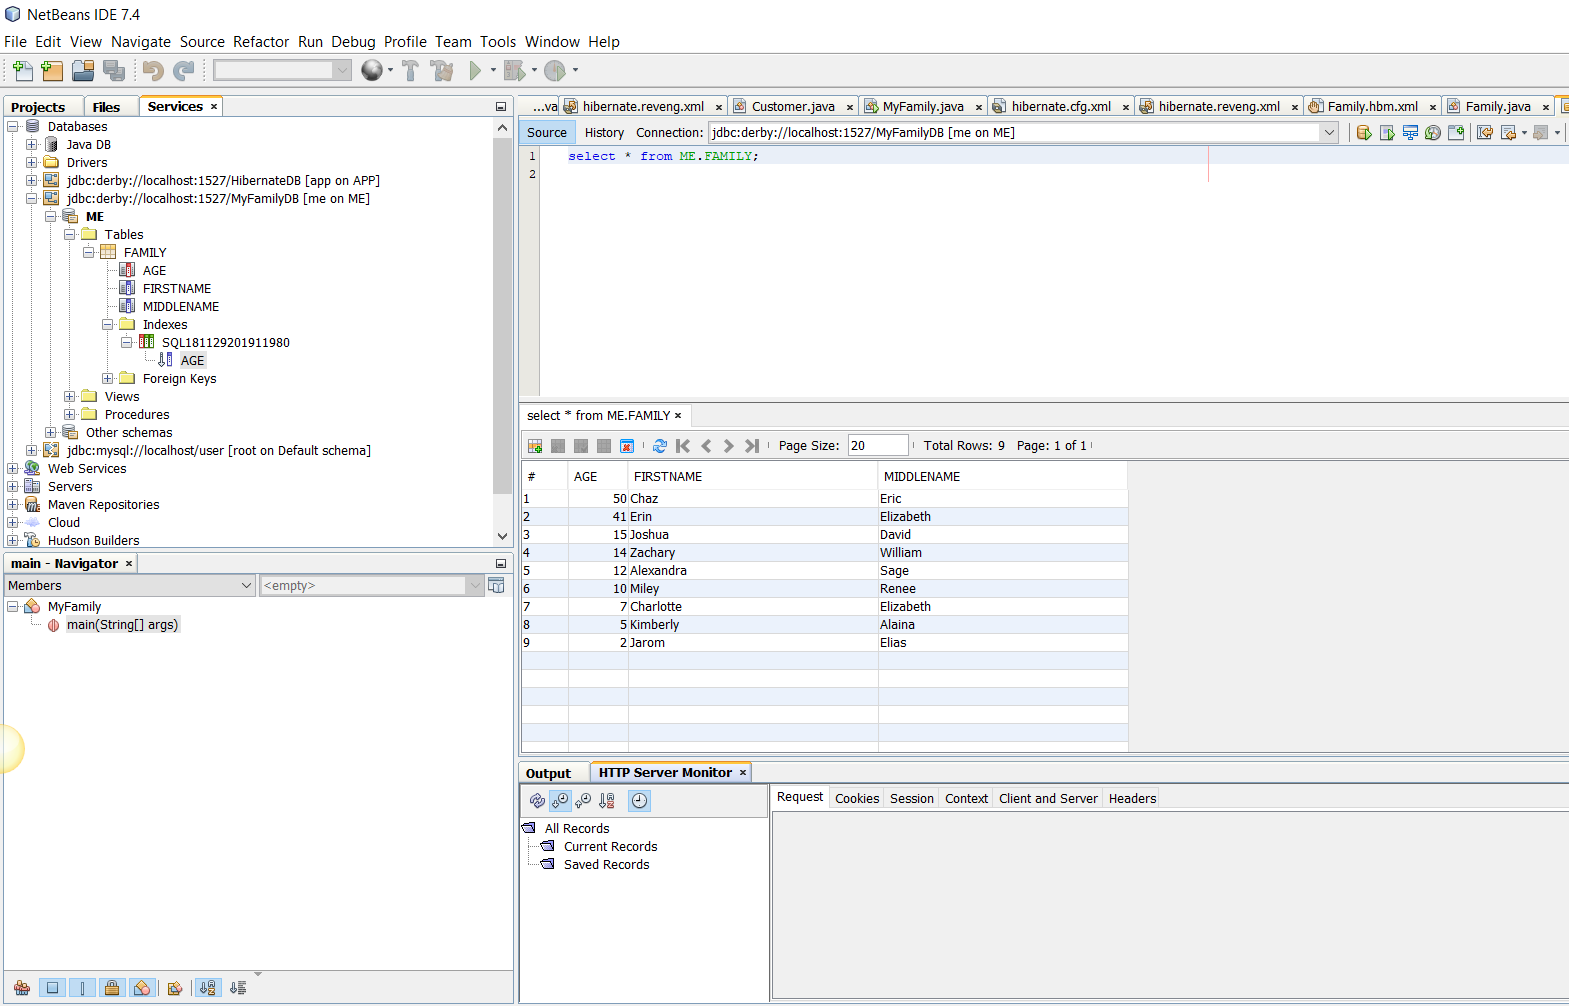 NetBeans IDE 7.4
File Edit View Navigate Source Refactor Run Debug Profile Team Tools Window Help
Projects Files Services
Databases
Java DB
Drivers
jdbc:derby://localhost:1527/HibernateDB [app on APP]
jdbc:derby://localhost:1527/MyFamilyDB [me on ME]
ME
Tables
FAMILY
AGE
FIRSTNAME
MIDDLENAME
Indexes
SQL181129201911980
AGE
Foreign Keys
Views
Procedures
Other schemas
jdbc:mysql://localhost/user [root on Default schema]
Web Services
Servers
Maven Repositories
Cloud
Hudson Builders
main - Navigator
Members <empty>
MyFamily
main(String[] args)
...va hibernate.reveng.xml Customer.java MyFamily.java hibernate.cfg.xml hibernate.reveng.xml Family.hbm.xml Family.java
Source History Connection: jdbc:derby://localhost:1527/MyFamilyDB [me on ME]
1 select * from ME.FAMILY;
2
select * from ME.FAMILY
Page Size: 20 Total Rows: 9 Page: 1 of 1
# AGE FIRSTNAME MIDDLENAME
1 50 Chaz Eric
2 41 Erin Elizabeth
3 15 Joshua David
4 14 Zachary William
5 12 Alexandra Sage
6 10 Miley Renee
7 7 Charlotte Elizabeth
8 5 Kimberly Alaina
9 2 Jarom Elias
Output HTTP Server Monitor
All Records
Current Records
Saved Records
Request Cookies Session Context Client and Server Headers